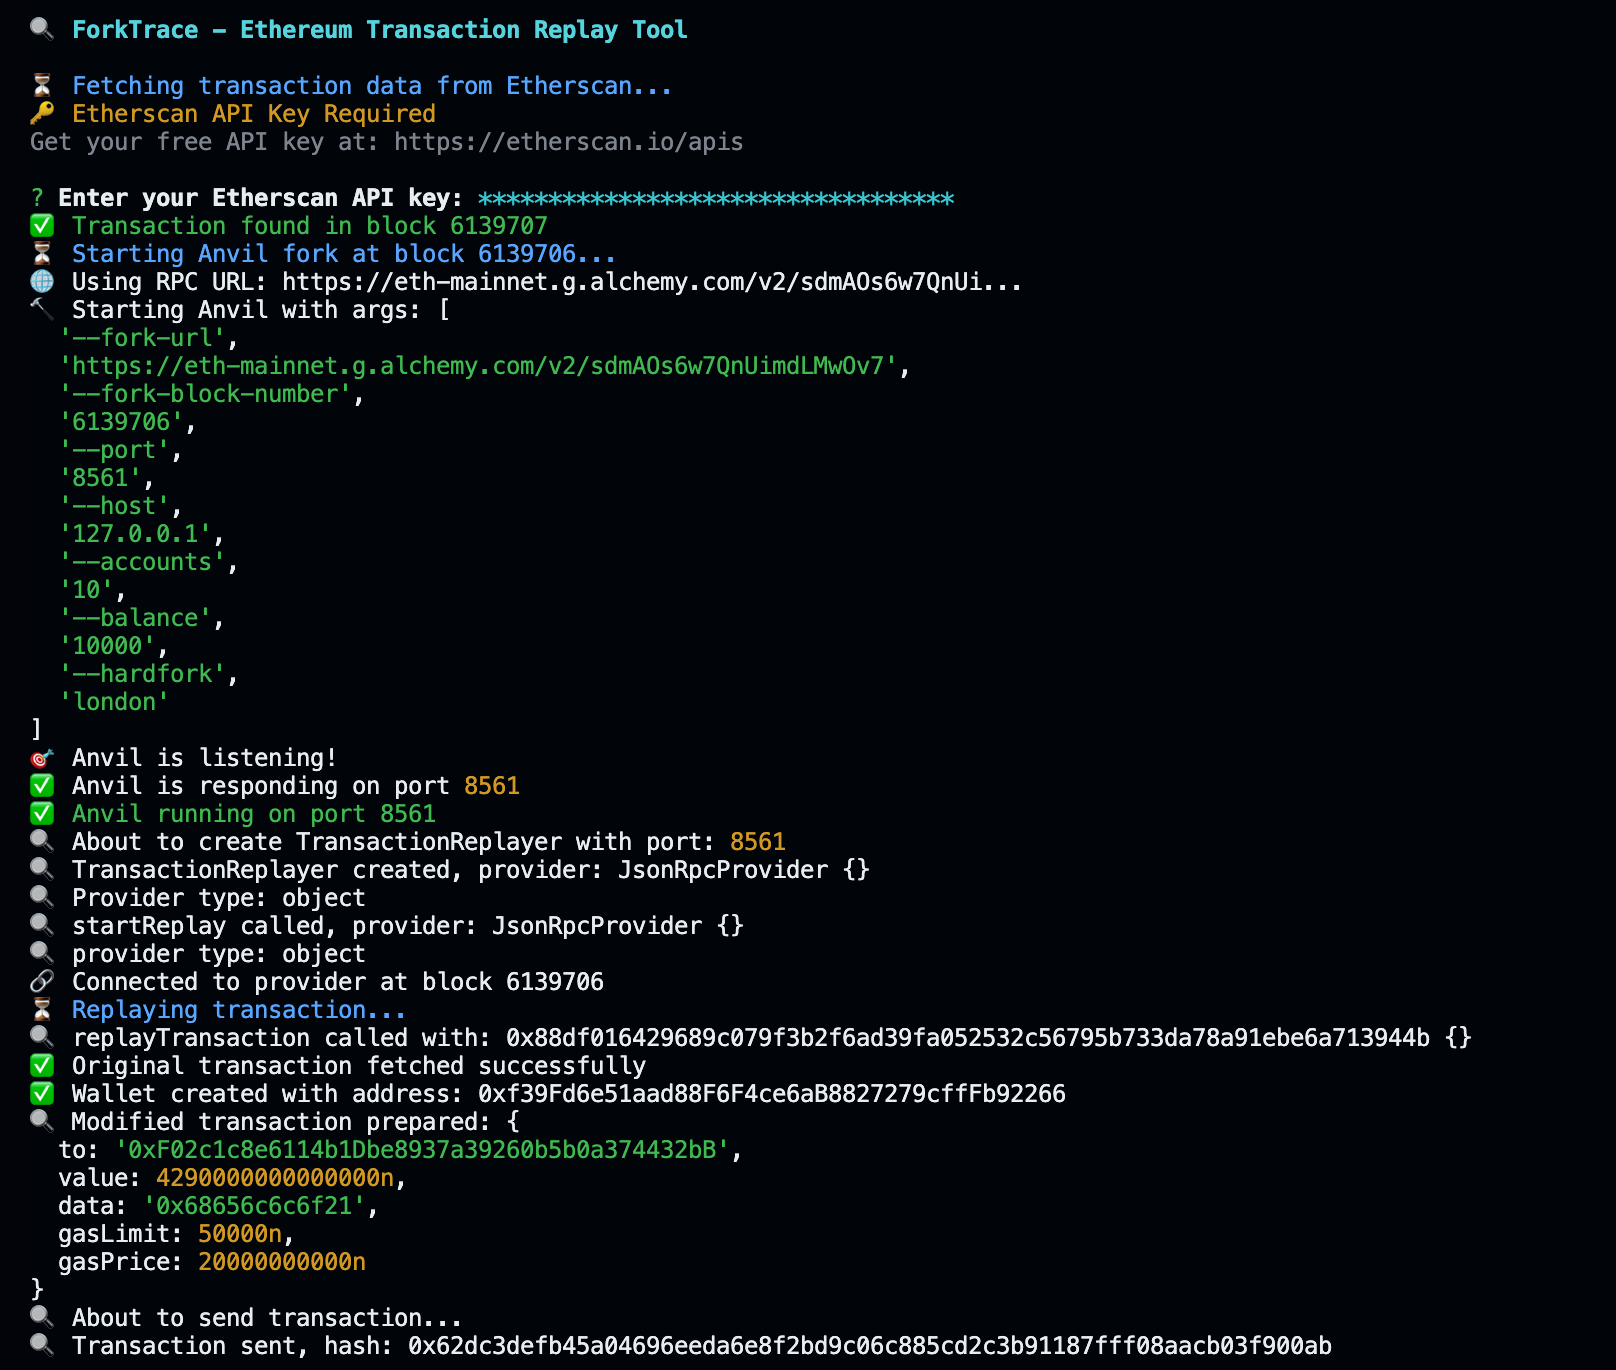 ForkTrace - Ethereum Transaction Replay Tool
Fetching transaction data from Etherscan...
Etherscan API Key Required
Get your free API key at: https://etherscan.io/apis
? Enter your Etherscan API key: **********************************
Transaction found in block 6139707
Starting Anvil fork at block 6139706...
Using RPC URL: https://eth-mainnet.g.alchemy.com/v2/sdmAOs6w7QnUi...
Starting Anvil with args: [
'--fork-url',
'https://eth-mainnet.g.alchemy.com/v2/sdmAOs6w7QnUimdLMwOv7',
'--fork-block-number',
'6139706',
'--port',
'8561',
'--host',
'127.0.0.1',
'--accounts',
'10',
'--balance',
'10000',
'--hardfork',
'london'
]
Anvil is listening!
Anvil is responding on port 8561
Anvil running on port 8561
About to create TransactionReplayer with port: 8561
TransactionReplayer created, provider: JsonRpcProvider {}
Provider type: object
startReplay called, provider: JsonRpcProvider {}
provider type: object
Connected to provider at block 6139706
Replaying transaction...
replayTransaction called with: 0x88df016429689c079f3b2f6ad39fa052532c56795b733da78a91ebe6a713944b {}
Original transaction fetched successfully
Wallet created with address: 0xf39Fd6e51aad88F6F4ce6aB8827279cffFb92266
Modified transaction prepared: {
to: '0xF02c1c8e6114b1Dbe8937a39260b5b0a374432bB',
value: 4290000000000000n,
data: '0x68656c6c6f21',
gasLimit: 50000n,
gasPrice: 20000000000n
}
About to send transaction...
Transaction sent, hash: 0x62dc3defb45a04696eeda6e8f2bd9c06c885cd2c3b91187fff08aacb03f900ab